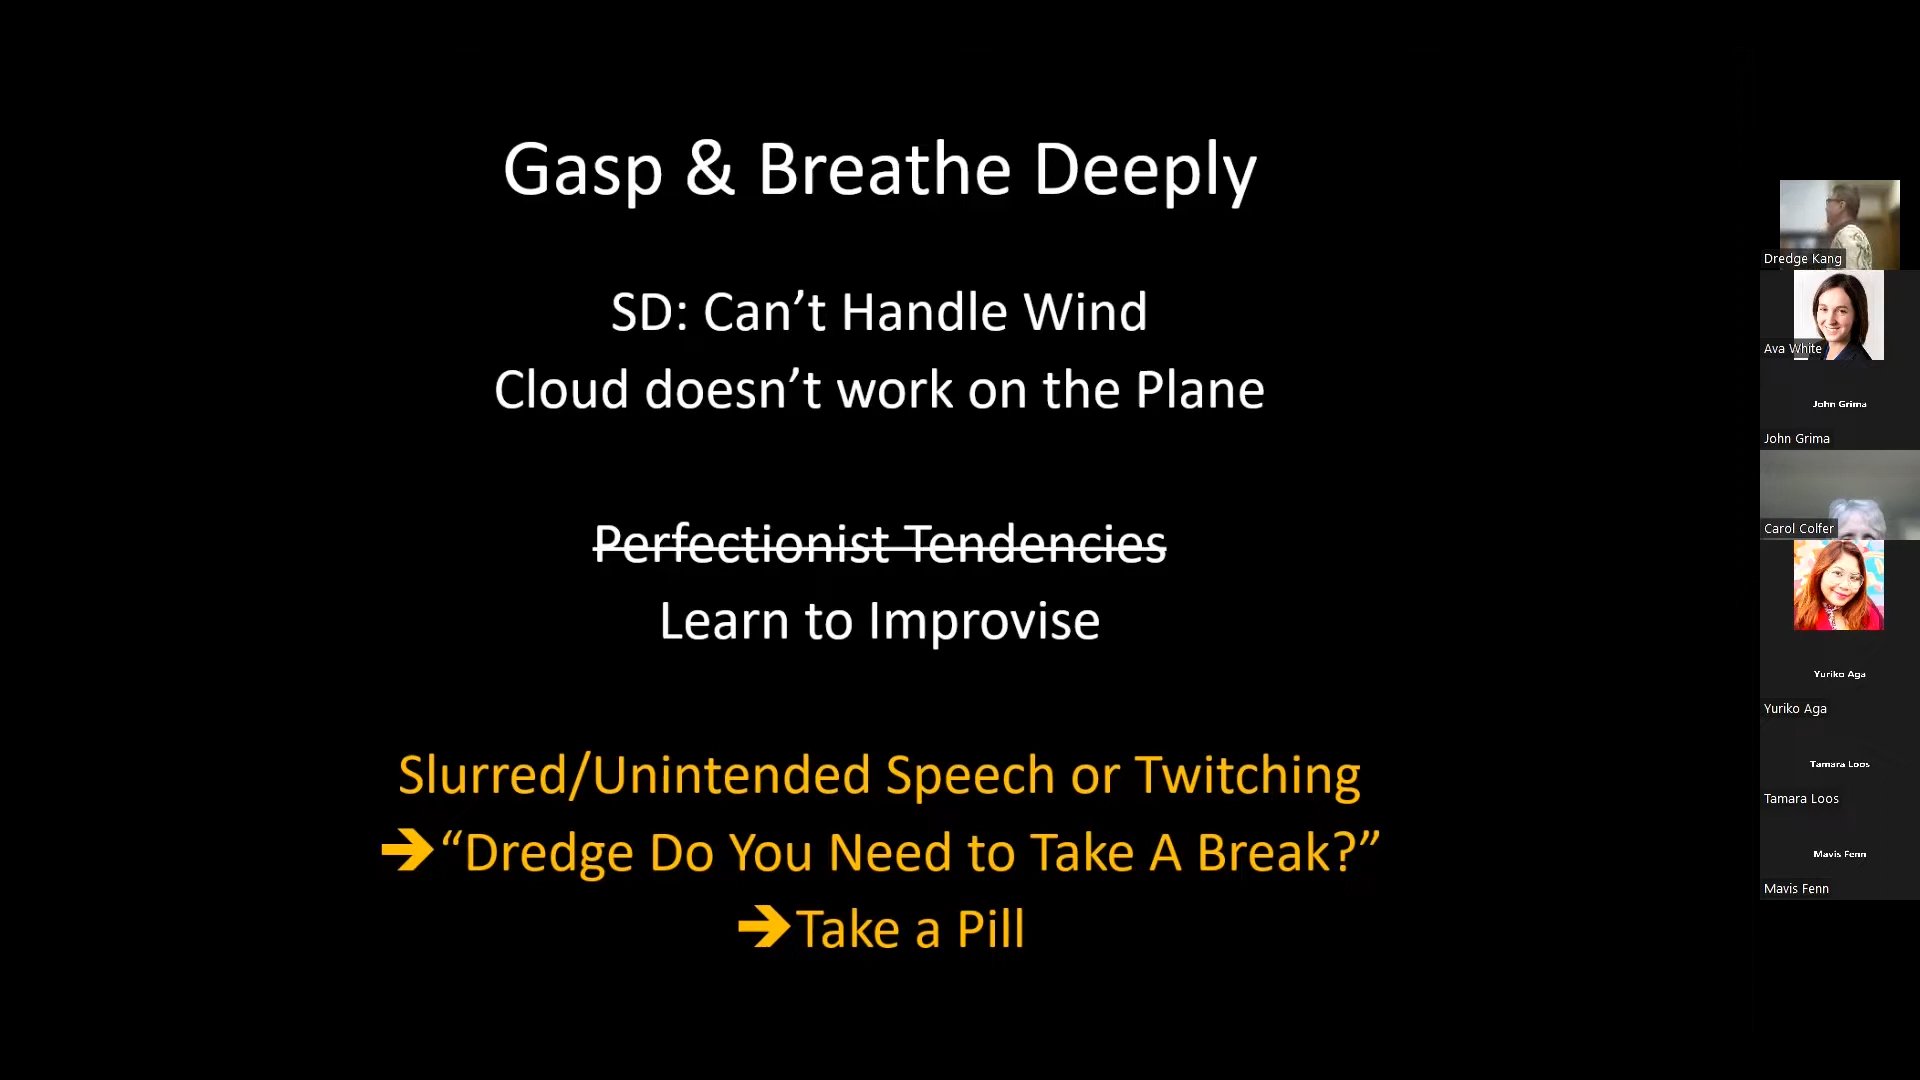 Gasp & Breathe Deeply
SD: Can’t Handle Wind
Cloud doesn’t work on the Plane
Perfectionist Tendencies
Learn to Improvise
Slurred/Unintended Speech or Twitching
➔“Dredge Do You Need to Take A Break?”
➔Take a Pill
Dredge Kang
Ava White
John Grima
John Grima
Carol Colfer
Yuriko Aga
Yuriko Aga
Tamara Loos
Tamara Loos
Mavis Fenn
Mavis Fenn